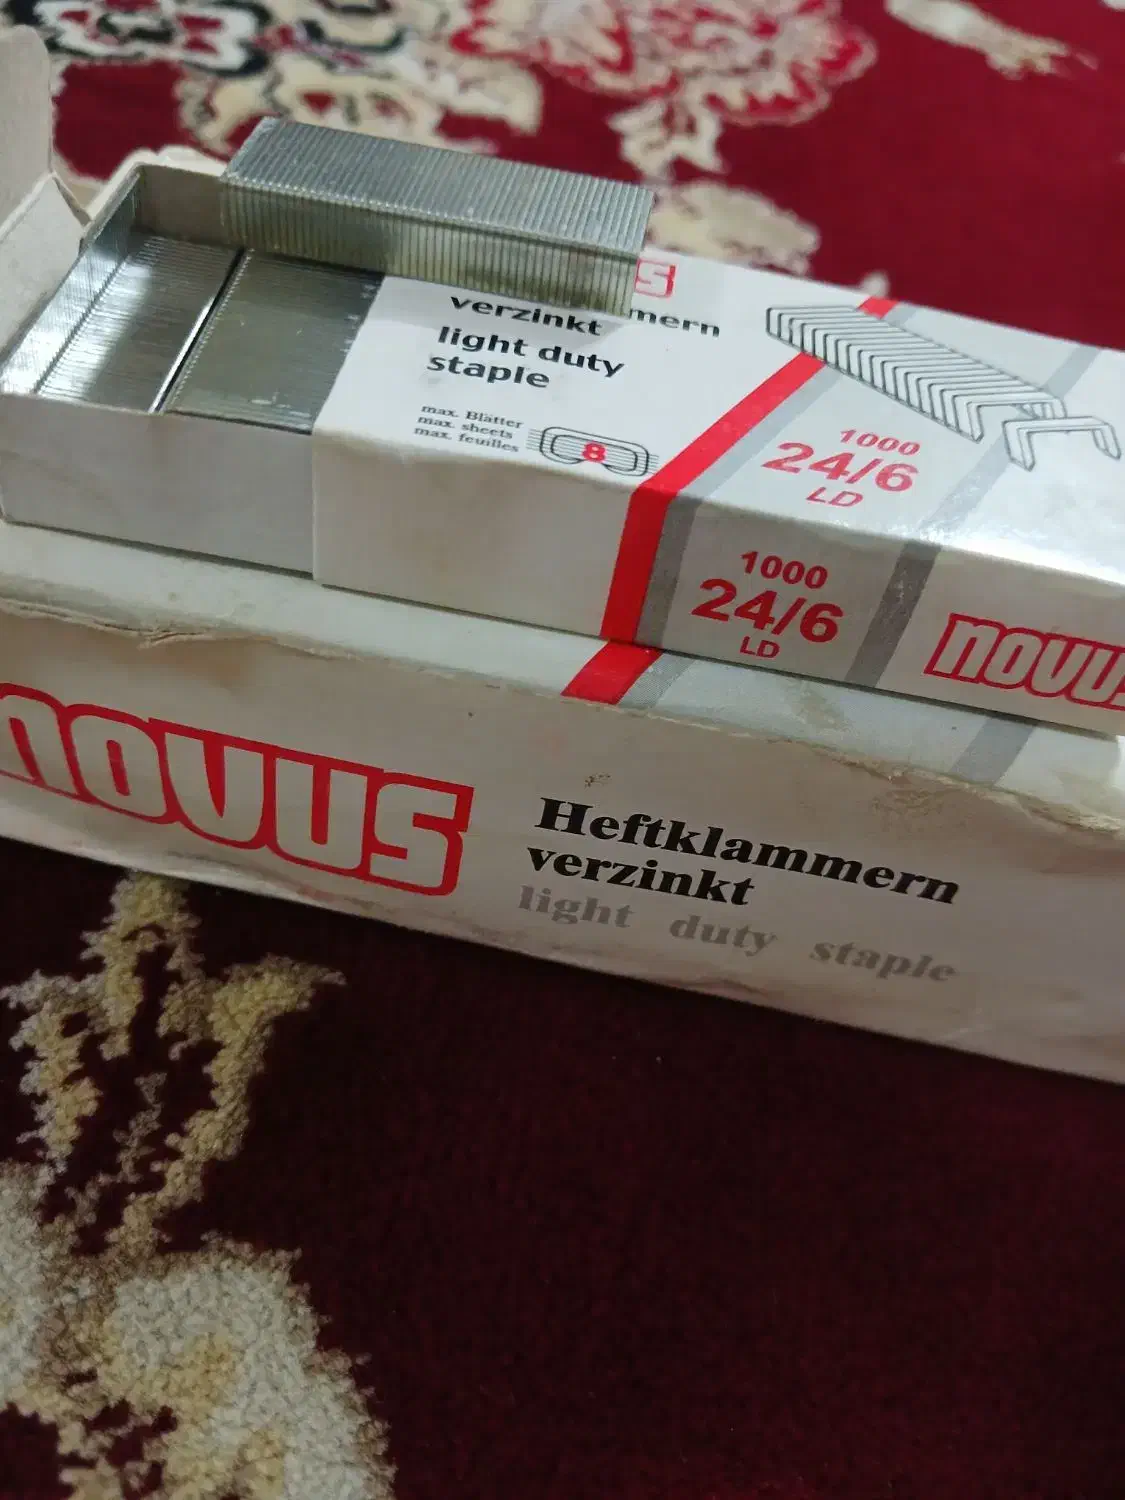 verzinkt
light duty
staple
max. Blätter
max. sheets
max. feuilles
8
1000
24/6
LD
1000
24/6
LD
novus
novus
Heftklammern
verzinkt
light duty staple